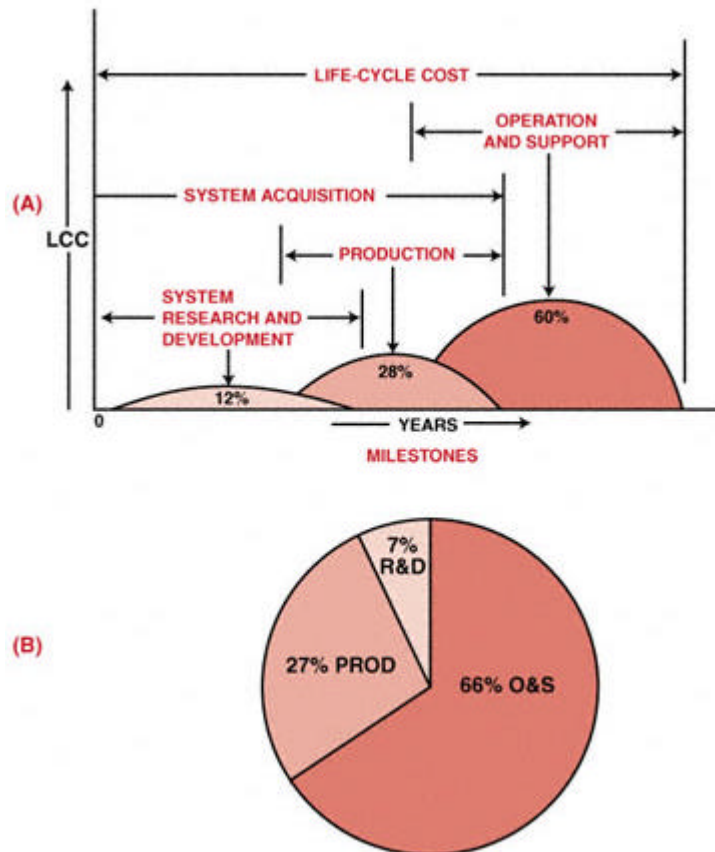 LIFE-CYCLE COST
OPERATION
AND SUPPORT
(A)
SYSTEM ACQUISITION
LCC
PRODUCTION
SYSTEM
RESEARCH AND
DEVELOPMENT
60%
28%
12%
0
YEARS
MILESTONES
(B)
7%
R&D
27% PROD
66% O&S